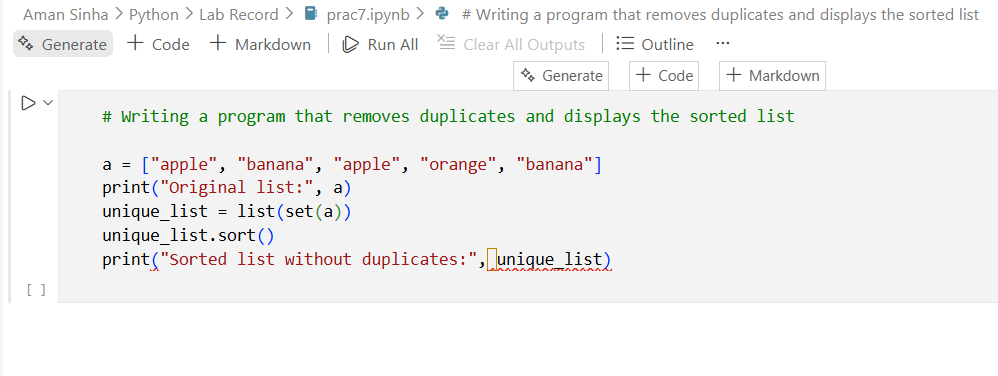 Aman Sinha > Python > Lab Record > prac7.ipynb > # Writing a program that removes duplicates and displays the sorted list
Generate + Code + Markdown | Run All Clear All Outputs | Outline ...
Generate + Code + Markdown
# Writing a program that removes duplicates and displays the sorted list
a = ["apple", "banana", "apple", "orange", "banana"]
print("Original list:", a)
unique_list = list(set(a))
unique_list.sort()
print("Sorted list without duplicates:", unique_list)
[ ]